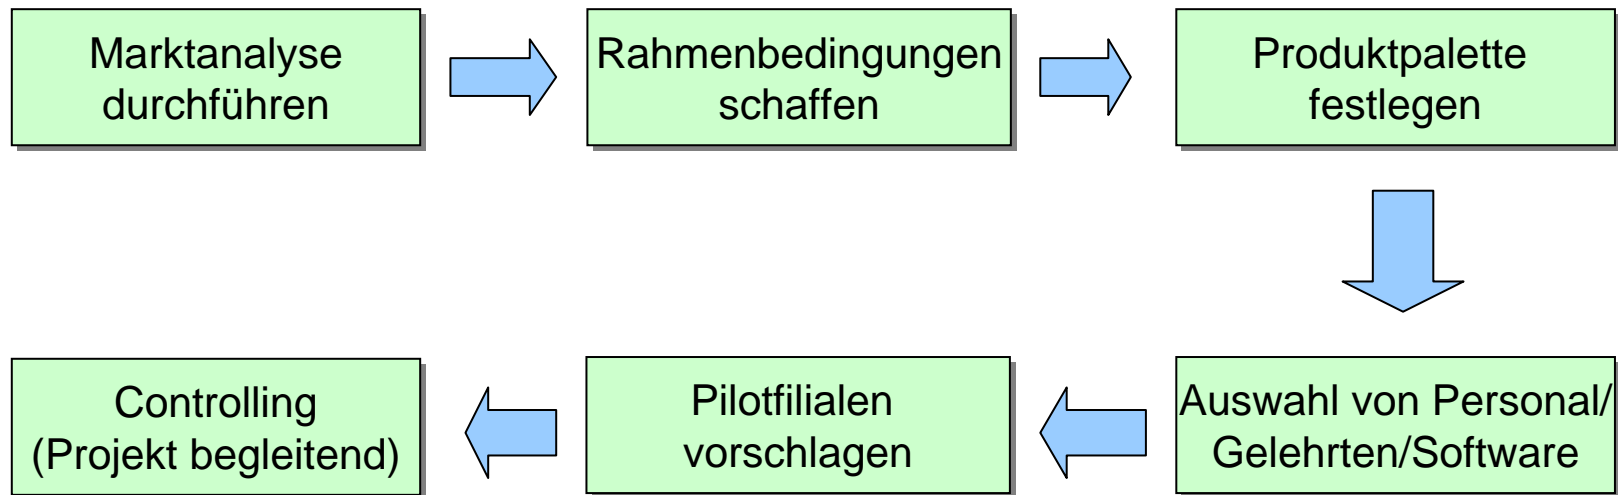 Marktanalyse
durchführen
Rahmenbedingungen
schaffen
Produktpalette
festlegen
Auswahl von Personal/
Gelehrten/Software
Pilotfilialen
vorschlagen
Controlling
(Projekt begleitend)